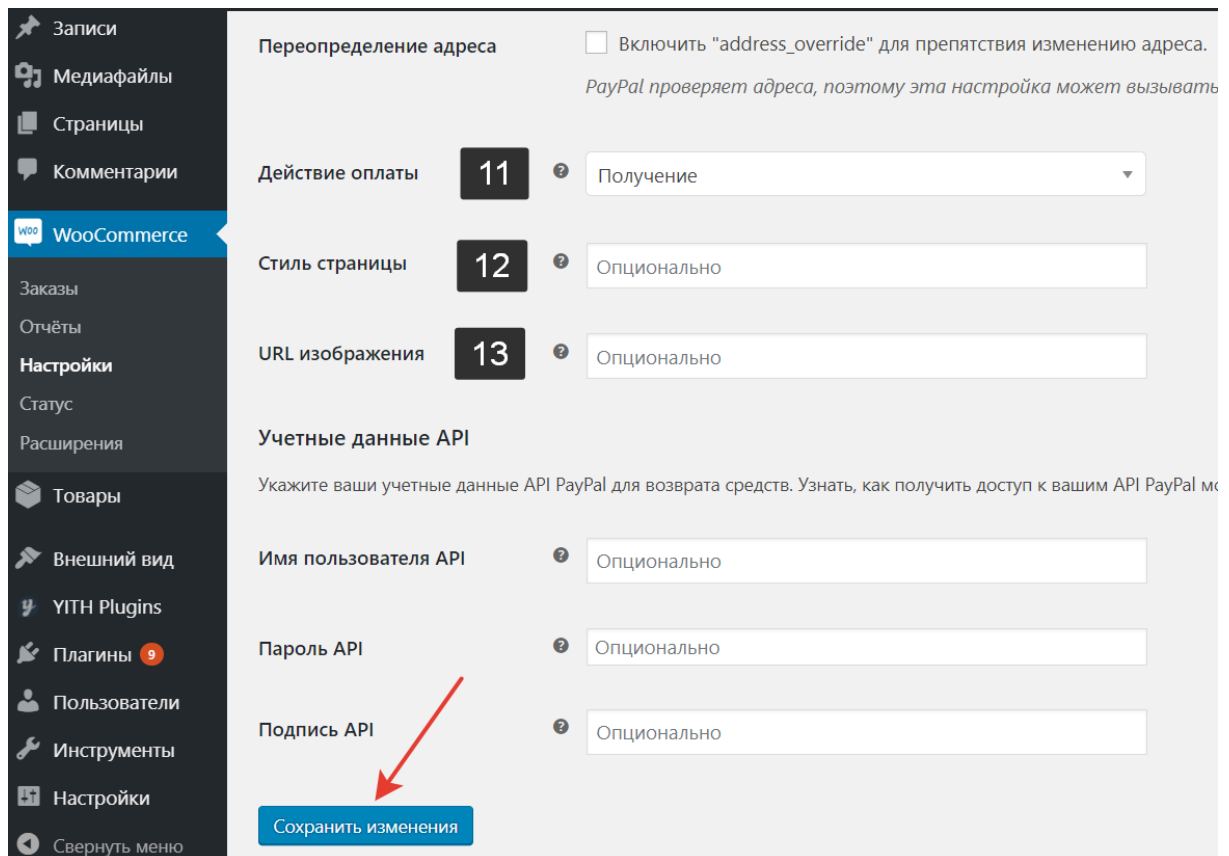 Записи
Медиафайлы
Страницы
Комментарии
WOO WooCommerce
Заказы
Отчёты
Настройки
Статус
Расширения
Товары
Внешний вид
YITH Plugins
Плагины 9
Пользователи
Инструменты
Настройки
Свернуть меню
Переопределение адреса
Включить "address_override" для препятствия изменению адреса.
PayPal проверяет адреса, поэтому эта настройка может вызывать
Действие оплаты 11 ? Получение
Стиль страницы 12 ? Опционально
URL изображения 13 ? Опционально
Учетные данные API
Укажите ваши учетные данные API PayPal для возврата средств. Узнать, как получить доступ к вашим API PayPal мо
Имя пользователя API ? Опционально
Пароль API ? Опционально
Подпись API ? Опционально
Сохранить изменения